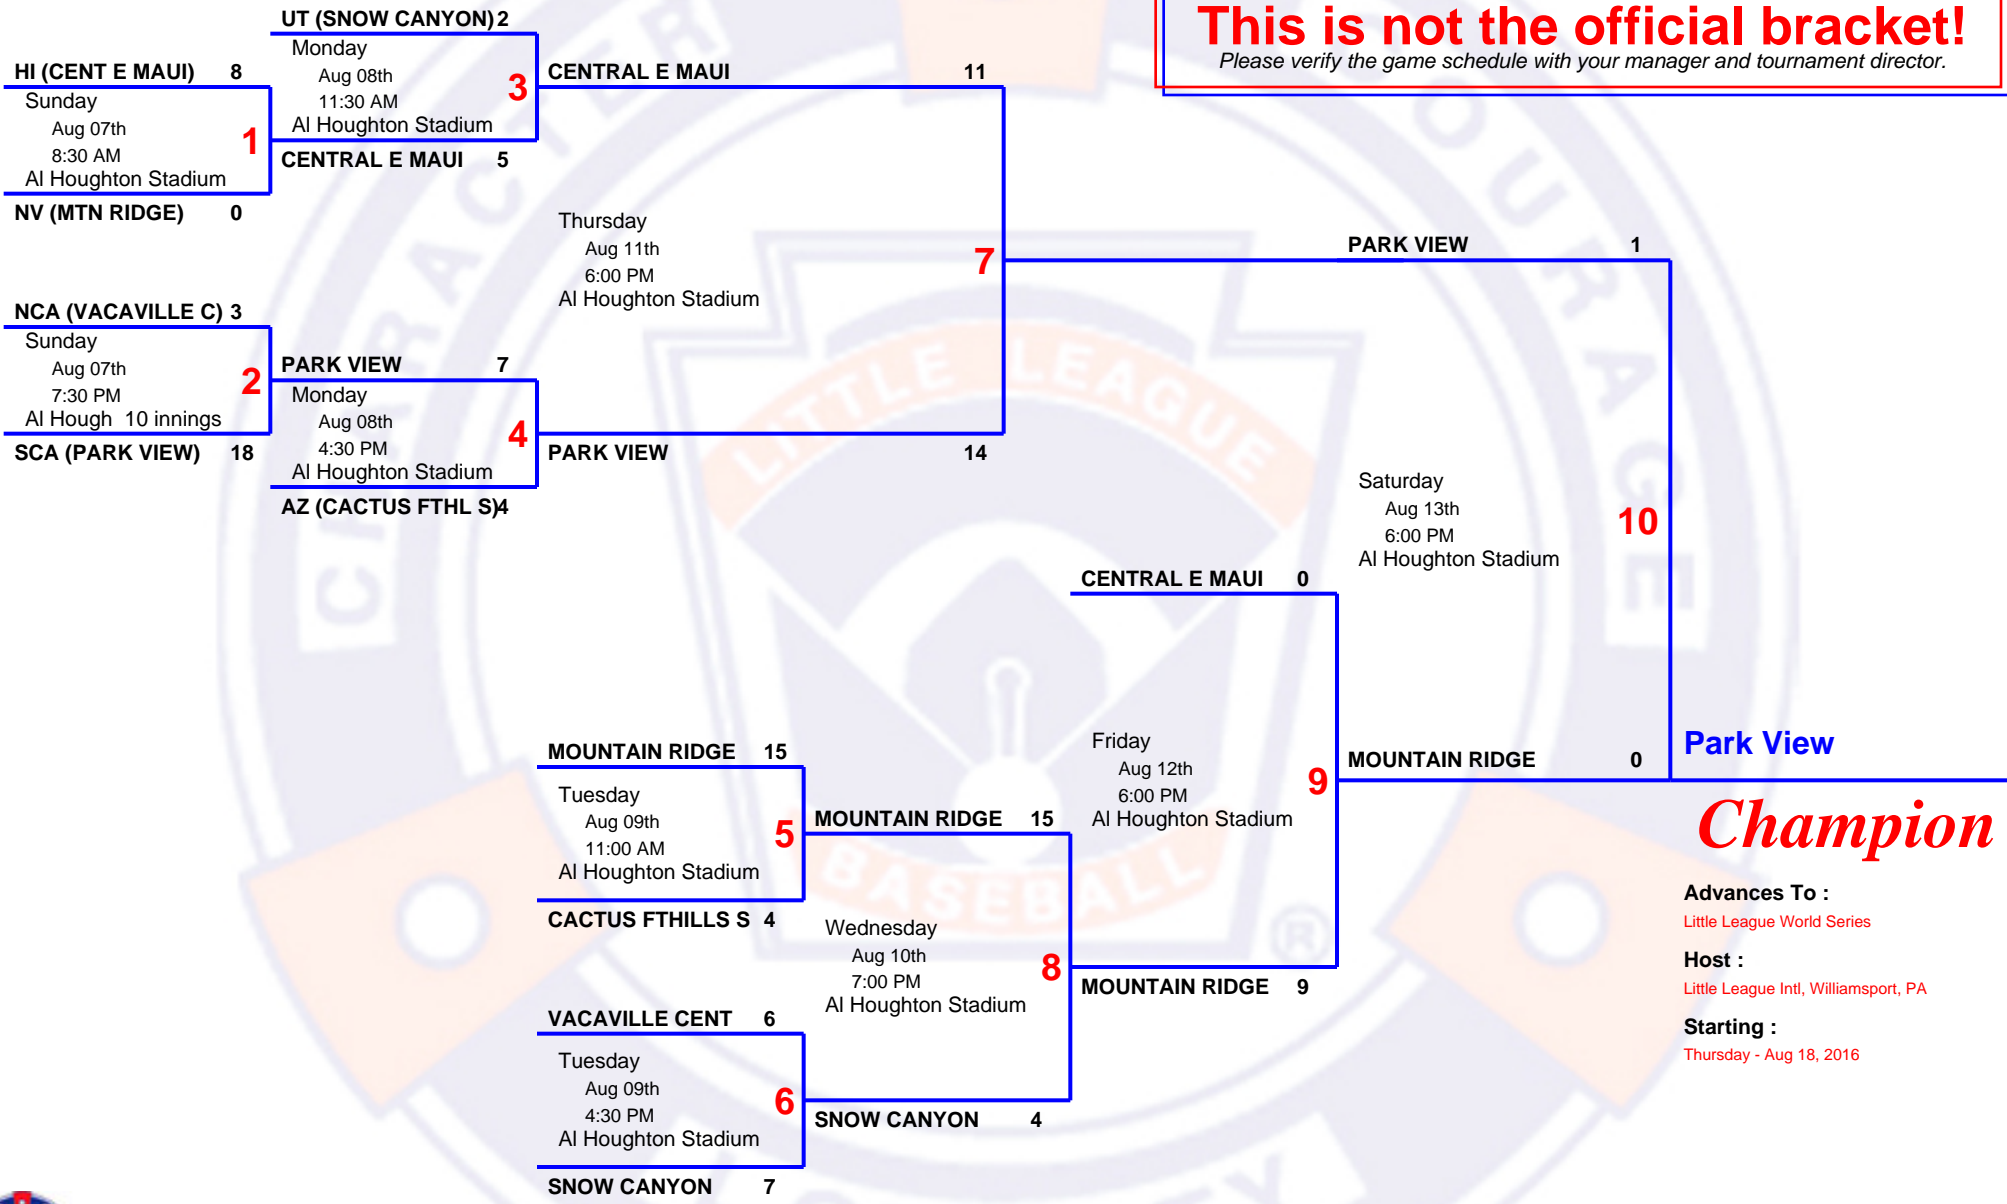 This is not the official bracket!
Please verify the game schedule with your manager and tournament director.
UT (SNOW CANYON) 2
Monday
Aug 08th
11:30 AM
Al Houghton Stadium
3
CENTRAL E MAUI 5
HI (CENT E MAUI) 8
Sunday
Aug 07th
8:30 AM
Al Houghton Stadium
1
NV (MTN RIDGE) 0
CENTRAL E MAUI 11
Thursday
Aug 11th
6:00 PM
Al Houghton Stadium
7
PARK VIEW 14
NCA (VACAVILLE C) 3
Sunday
Aug 07th
7:30 PM
Al Hough 10 innings
2
SCA (PARK VIEW) 18
PARK VIEW 7
Monday
Aug 08th
4:30 PM
Al Houghton Stadium
4
AZ (CACTUS FTHL S)4
PARK VIEW 1
Saturday
Aug 13th
6:00 PM
Al Houghton Stadium
10
MOUNTAIN RIDGE 0
CENTRAL E MAUI 0
Friday
Aug 12th
6:00 PM
Al Houghton Stadium
9
MOUNTAIN RIDGE 9
MOUNTAIN RIDGE 15
Tuesday
Aug 09th
11:00 AM
Al Houghton Stadium
5
CACTUS FTHILLS S 4
MOUNTAIN RIDGE 15
Wednesday
Aug 10th
7:00 PM
Al Houghton Stadium
8
SNOW CANYON 4
VACAVILLE CENT 6
Tuesday
Aug 09th
4:30 PM
Al Houghton Stadium
6
SNOW CANYON 7
Park View
Champion
Advances To :
Little League World Series
Host :
Little League Intl, Williamsport, PA
Starting :
Thursday - Aug 18, 2016
CHARACTER
COURAGE
LITTLE LEAGUE
BASEBALL
®